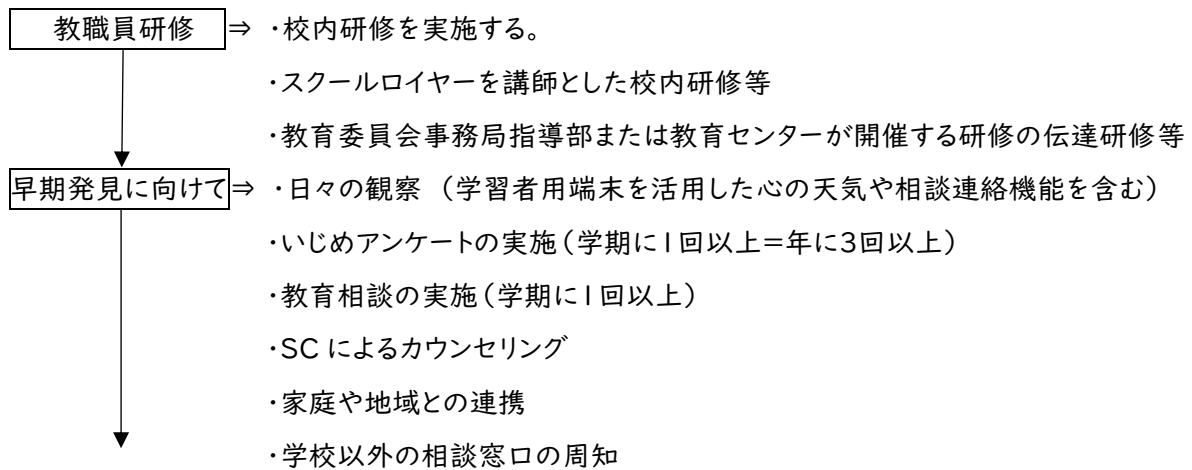 教職員研修 ⇒ ・校内研修を実施する。
・スクールロイヤーを講師とした校内研修等
・教育委員会事務局指導部または教育センターが開催する研修の伝達研修等
早期発見に向けて ⇒ ・日々の観察 （学習者用端末を活用した心の天気や相談連絡機能を含む）
・いじめアンケートの実施（学期に1回以上＝年に3回以上）
・教育相談の実施（学期に1回以上）
・SC によるカウンセリング
・家庭や地域との連携
・学校以外の相談窓口の周知